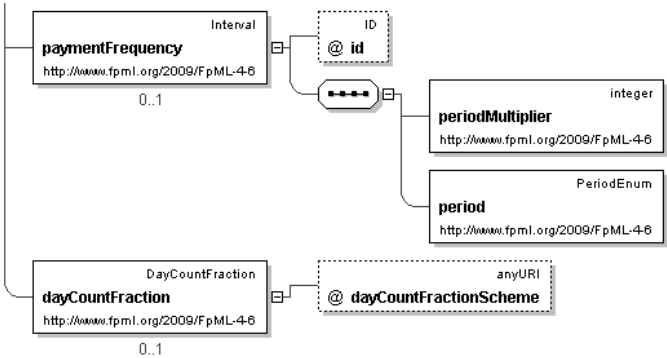 Interval
paymentFrequency
http://www.fpml.org/2009/FpML-4-6
0..1
ID
@ id
integer
periodMultiplier
http://www.fpml.org/2009/FpML-4-6
PeriodEnum
period
http://www.fpml.org/2009/FpML-4-6
DayCountFraction
dayCountFraction
http://www.fpml.org/2009/FpML-4-6
0..1
anyURI
@ dayCountFractionScheme